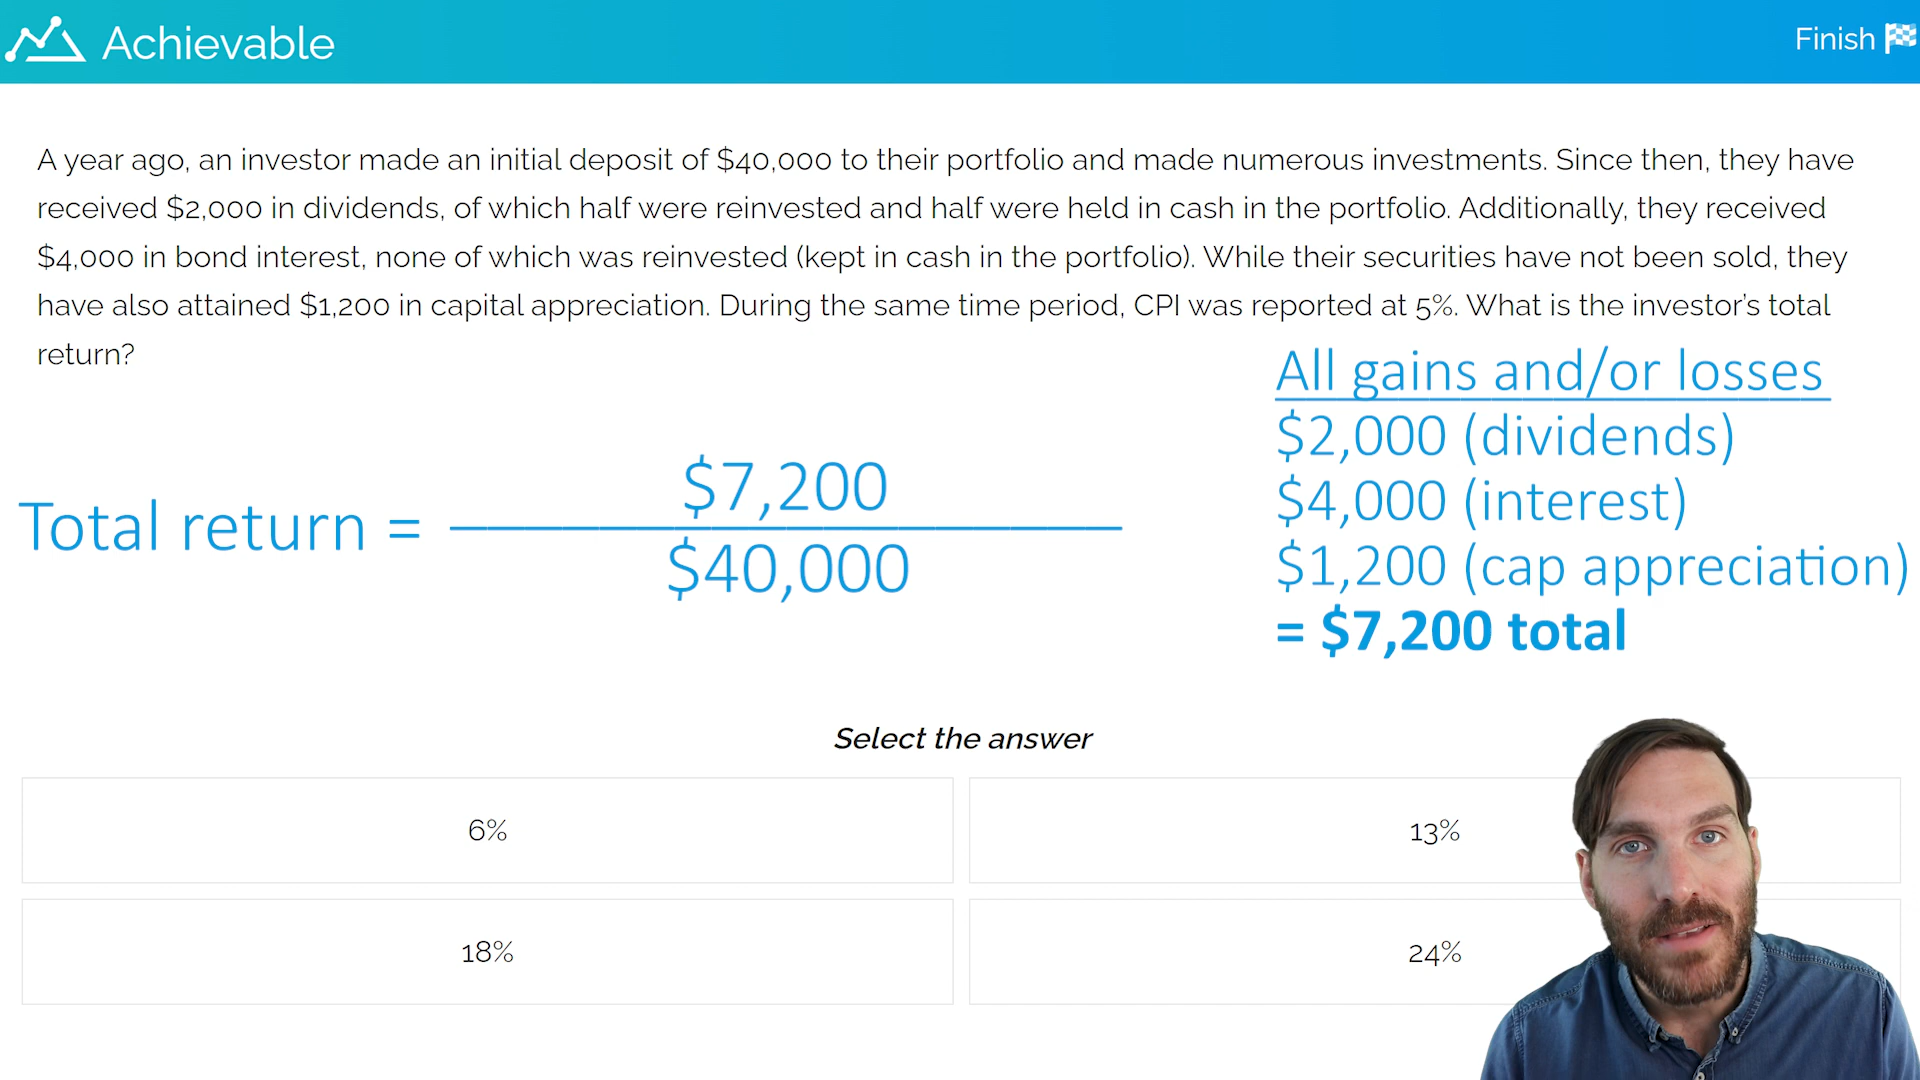 Achievable
Finish
A year ago, an investor made an initial deposit of $40,000 to their portfolio and made numerous investments. Since then, they have
received $2,000 in dividends, of which half were reinvested and half were held in cash in the portfolio. Additionally, they received
$4,000 in bond interest, none of which was reinvested (kept in cash in the portfolio). While their securities have not been sold, they
have also attained $1,200 in capital appreciation. During the same time period, CPI was reported at 5%. What is the investor's total
return?
All gains and/or losses
$2,000 (dividends)
$4,000 (interest)
$1,200 (cap appreciation)
= $7,200 total
Total return =
$7,200
$40,000
Select the answer
6%
13%
18%
24%